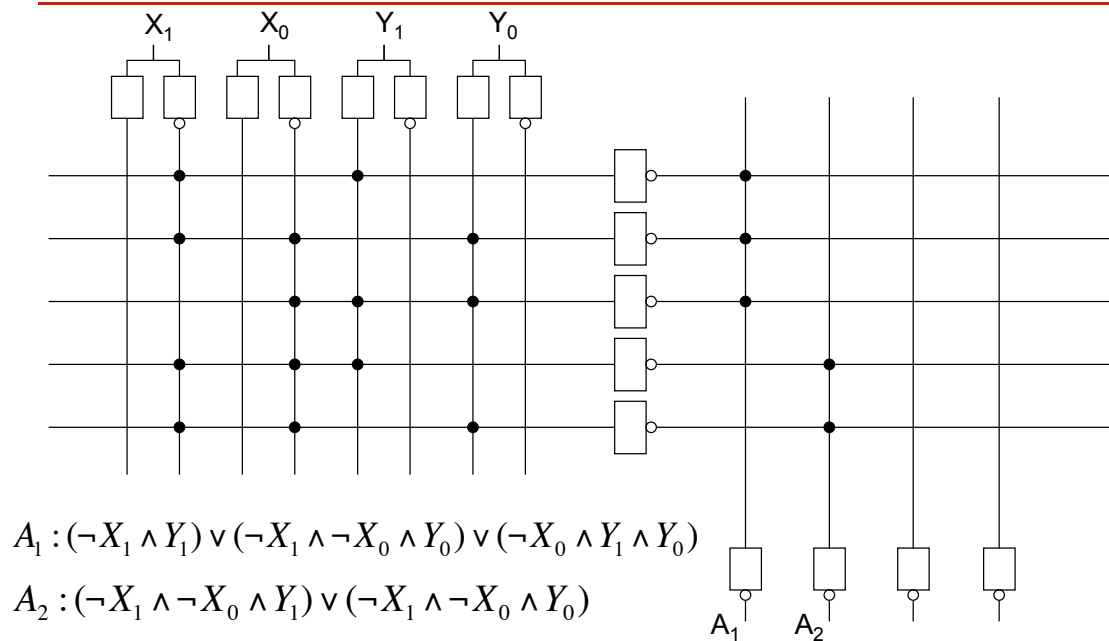 X₁ X₀ Y₁ Y₀
A₁ : (¬X₁ ∧ Y₁) ∨ (¬X₁ ∧ ¬X₀ ∧ Y₀) ∨ (¬X₀ ∧ Y₁ ∧ Y₀)
A₂ : (¬X₁ ∧ ¬X₀ ∧ Y₁) ∨ (¬X₁ ∧ ¬X₀ ∧ Y₀)
A₁ A₂